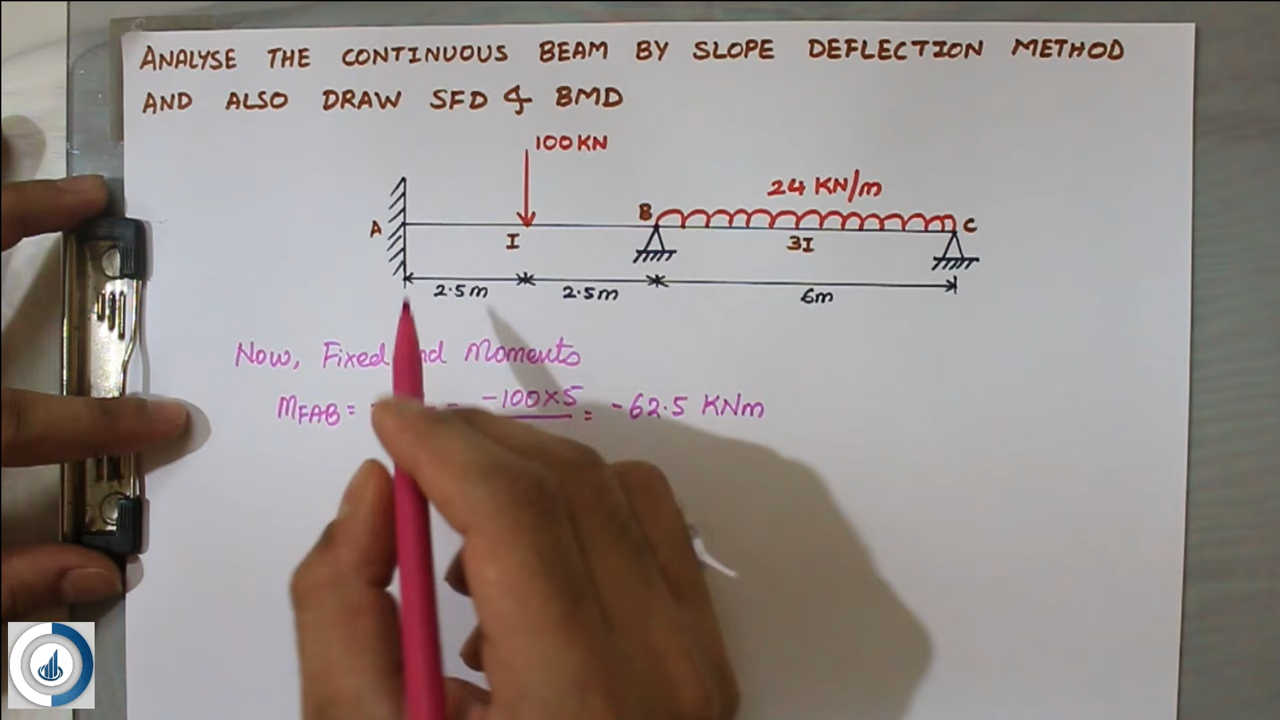 ANALYSE THE CONTINUOUS BEAM BY SLOPE DEFLECTION METHOD
AND ALSO DRAW SFD & BMD
100 KN
24 KN/m
B
C
A
I
3I
2.5m
2.5m
6m
Now, Fixed Moments
MFAB = - -100×5 = -62.5 KNm